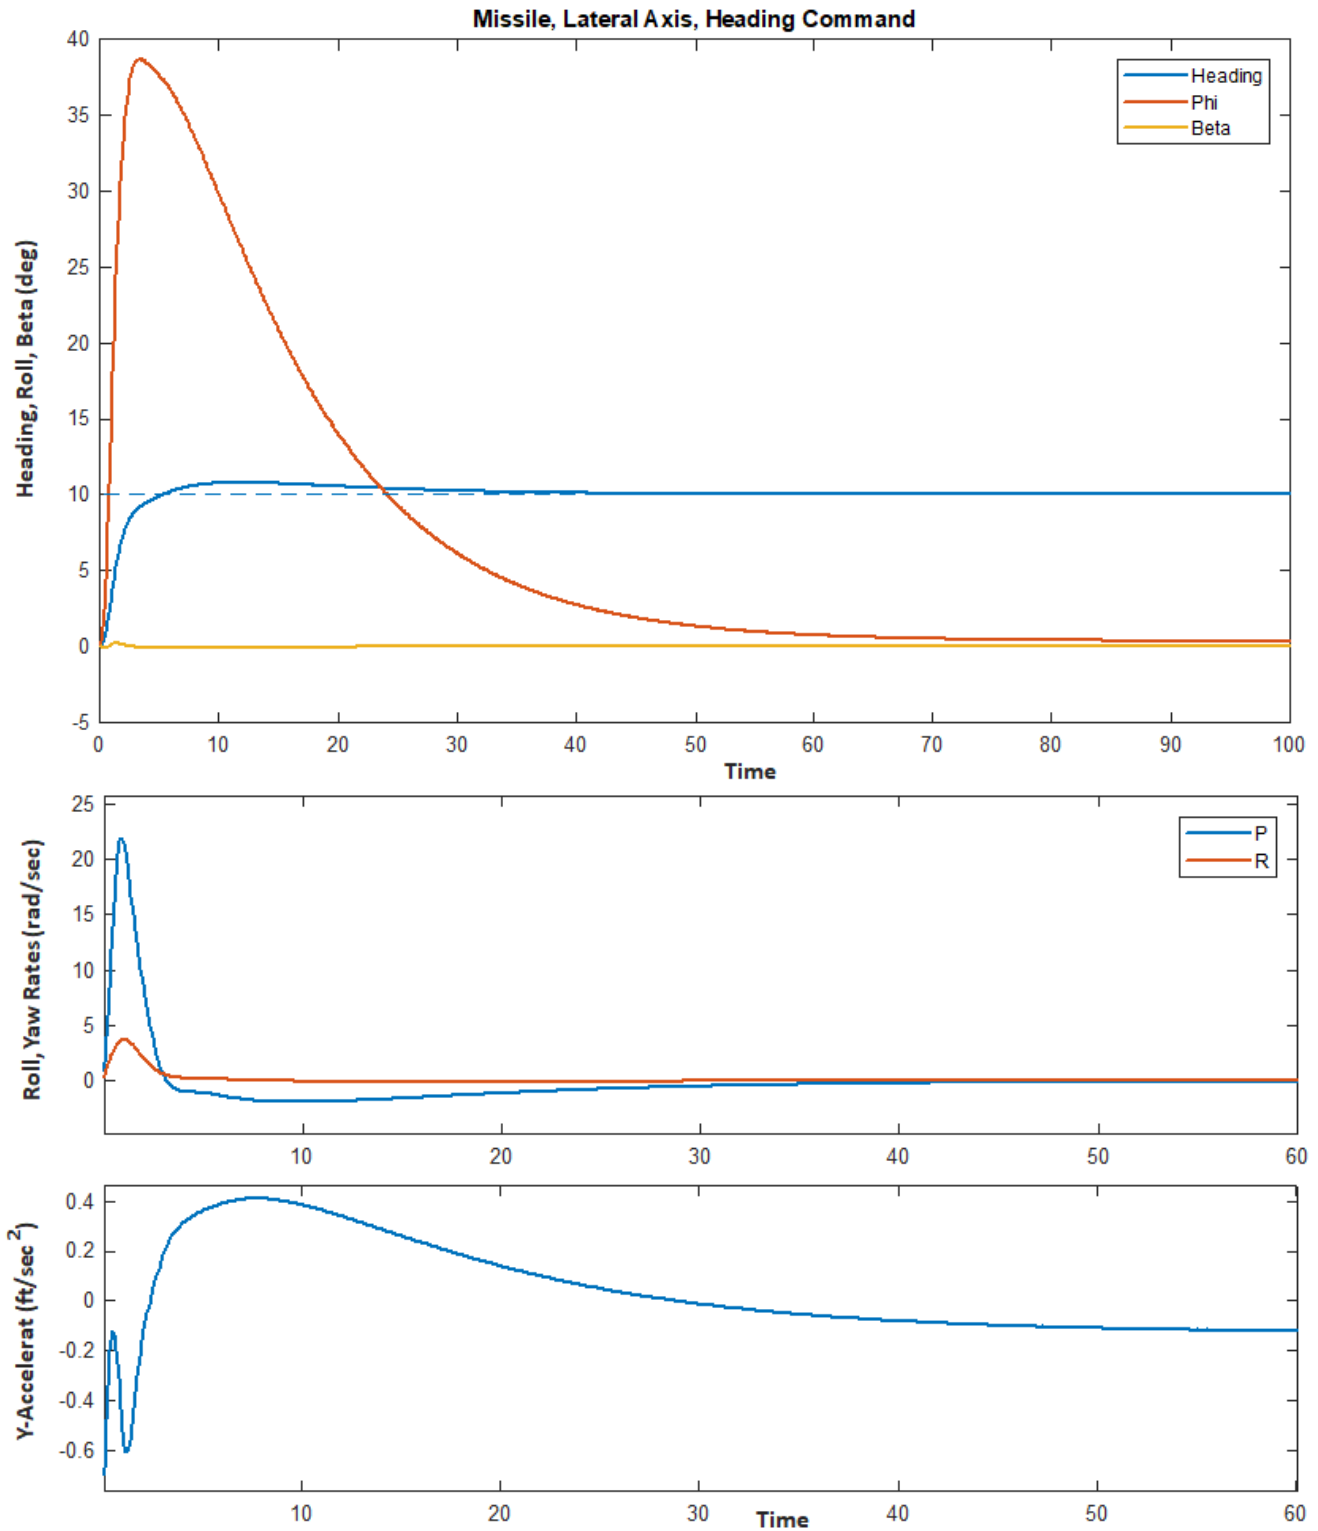 Missile, Lateral Axis, Heading Command
40
35
30
25
20
15
10
5
0
-5
Heading, Roll, Beta (deg)
Heading
Phi
Beta
0 10 20 30 40 50 60 70 80 90 100
Time
25
20
15
10
5
0
Roll, Yaw Rates (rad/sec)
P
R
10 20 30 40 50 60
0.4
0.2
0
-0.2
-0.4
-0.6
Y-Accelerat (ft/sec²)
10 20 30 40 50 60
Time